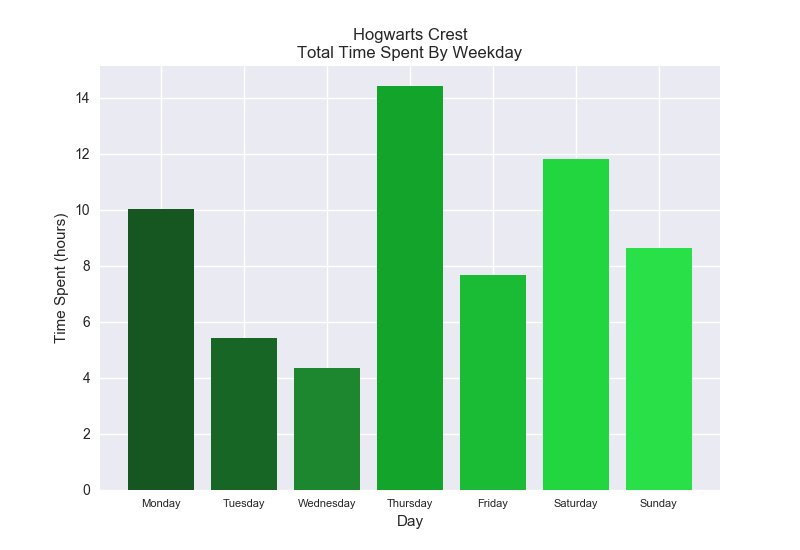 Hogwarts Crest
Total Time Spent By Weekday
Time Spent (hours)
14
12
10
8
6
4
2
0
Monday Tuesday Wednesday Thursday Friday Saturday Sunday
Day